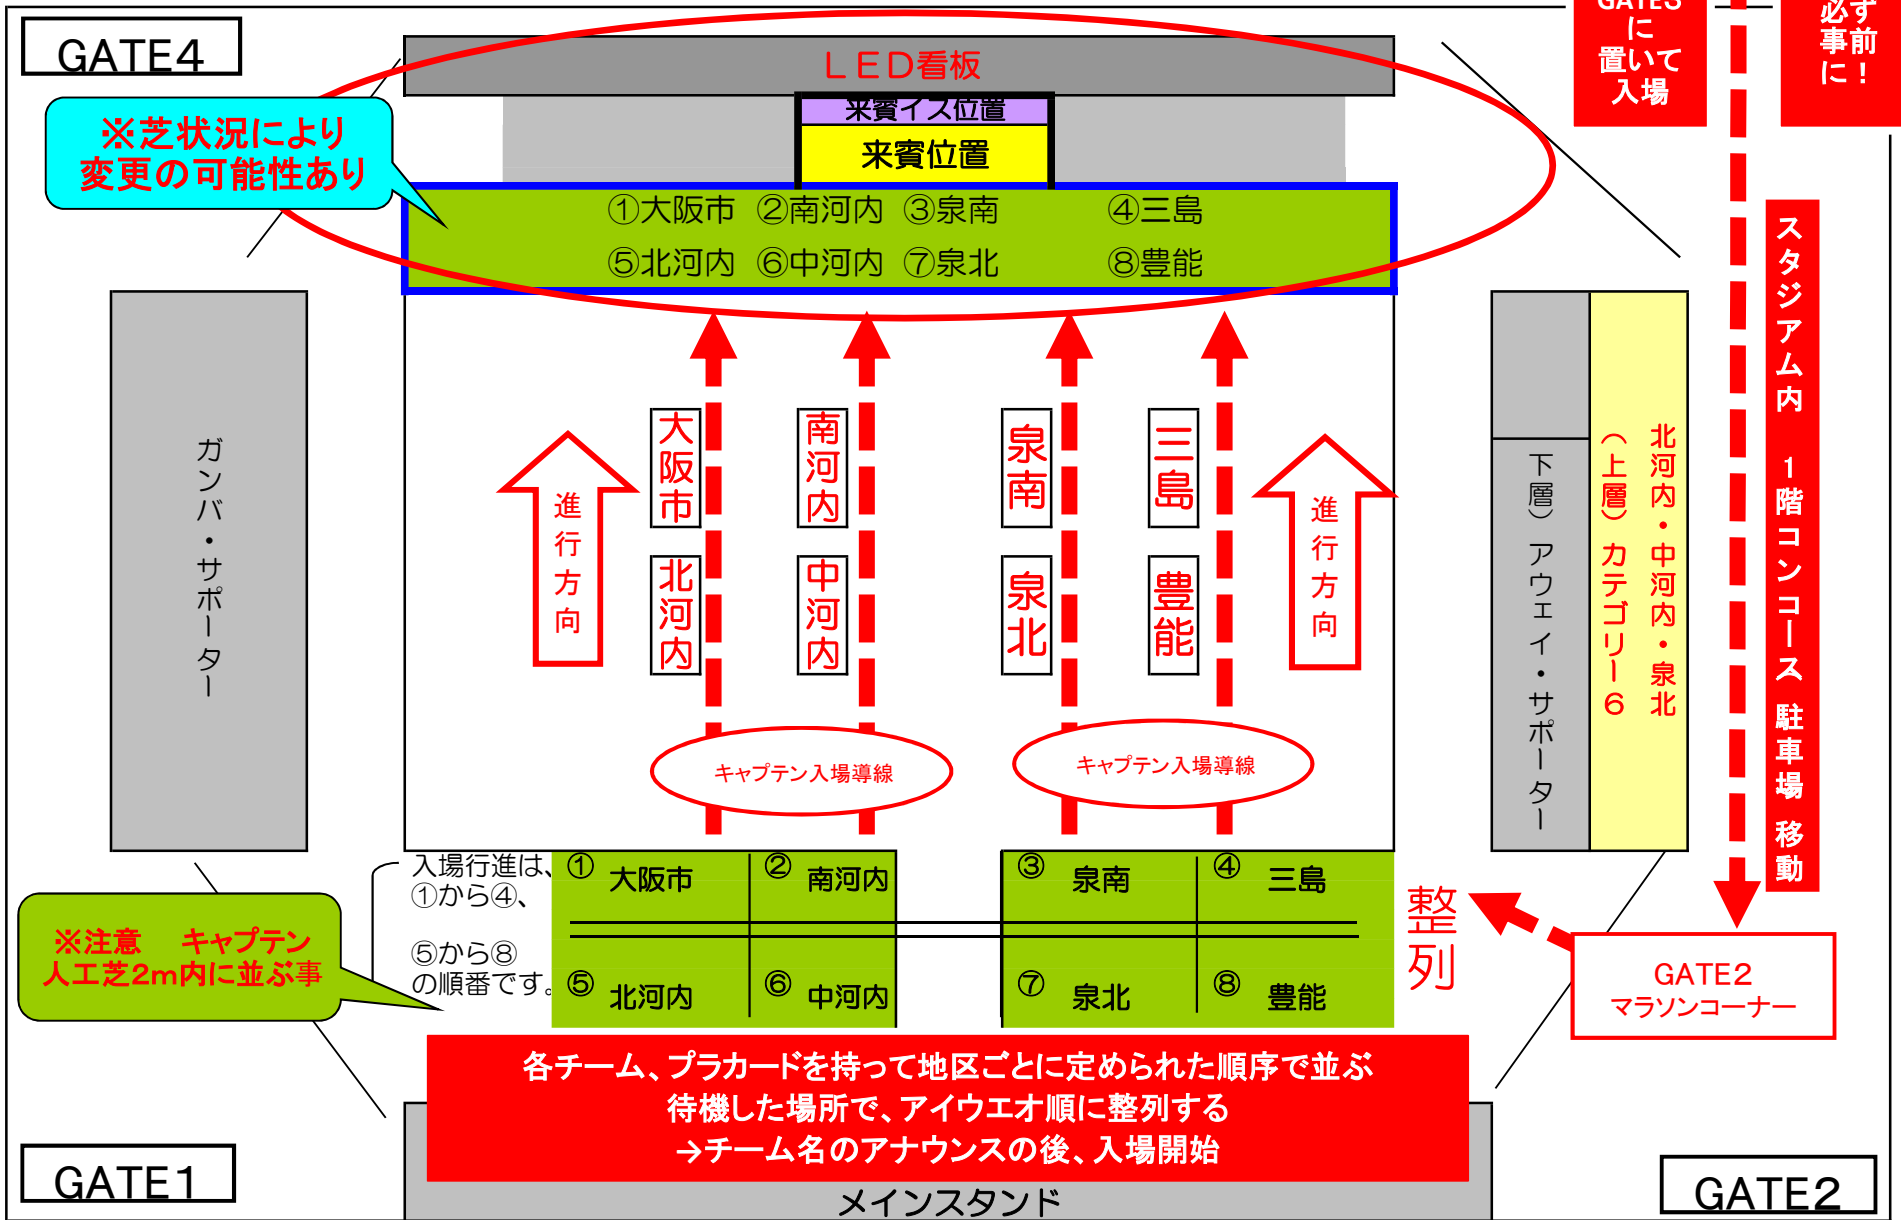 GATE4
LED看板
GATE3
に
置いて
入場
必ず
事前
に！
※芝状況により
変更の可能性あり
来賓イス位置
来賓位置
①大阪市 ②南河内 ③泉南 ④三島
⑤北河内 ⑥中河内 ⑦泉北 ⑧豊能
ガンバ・サポーター
進行方向
大阪市
北河内
南河内
中河内
泉南
泉北
三島
豊能
進行方向
下層）アウェイ・サポーター
北河内・中河内・泉北
（上層）カテゴリー６
スタジアム内 1階コンコース 駐車場 移動
キャプテン入場導線
キャプテン入場導線
入場行進は、
①から④、
⑤から⑧
の順番です。
① 大阪市 ② 南河内 ③ 泉南 ④ 三島
⑤ 北河内 ⑥ 中河内 ⑦ 泉北 ⑧ 豊能
整列
※注意 キャプテン
人工芝2m内に並ぶ事
GATE2
マラソンコーナー
各チーム、プラカードを持って地区ごとに定められた順序で並ぶ
待機した場所で、アイウエオ順に整列する
→チーム名のアナウンスの後、入場開始
GATE1
メインスタンド
GATE2